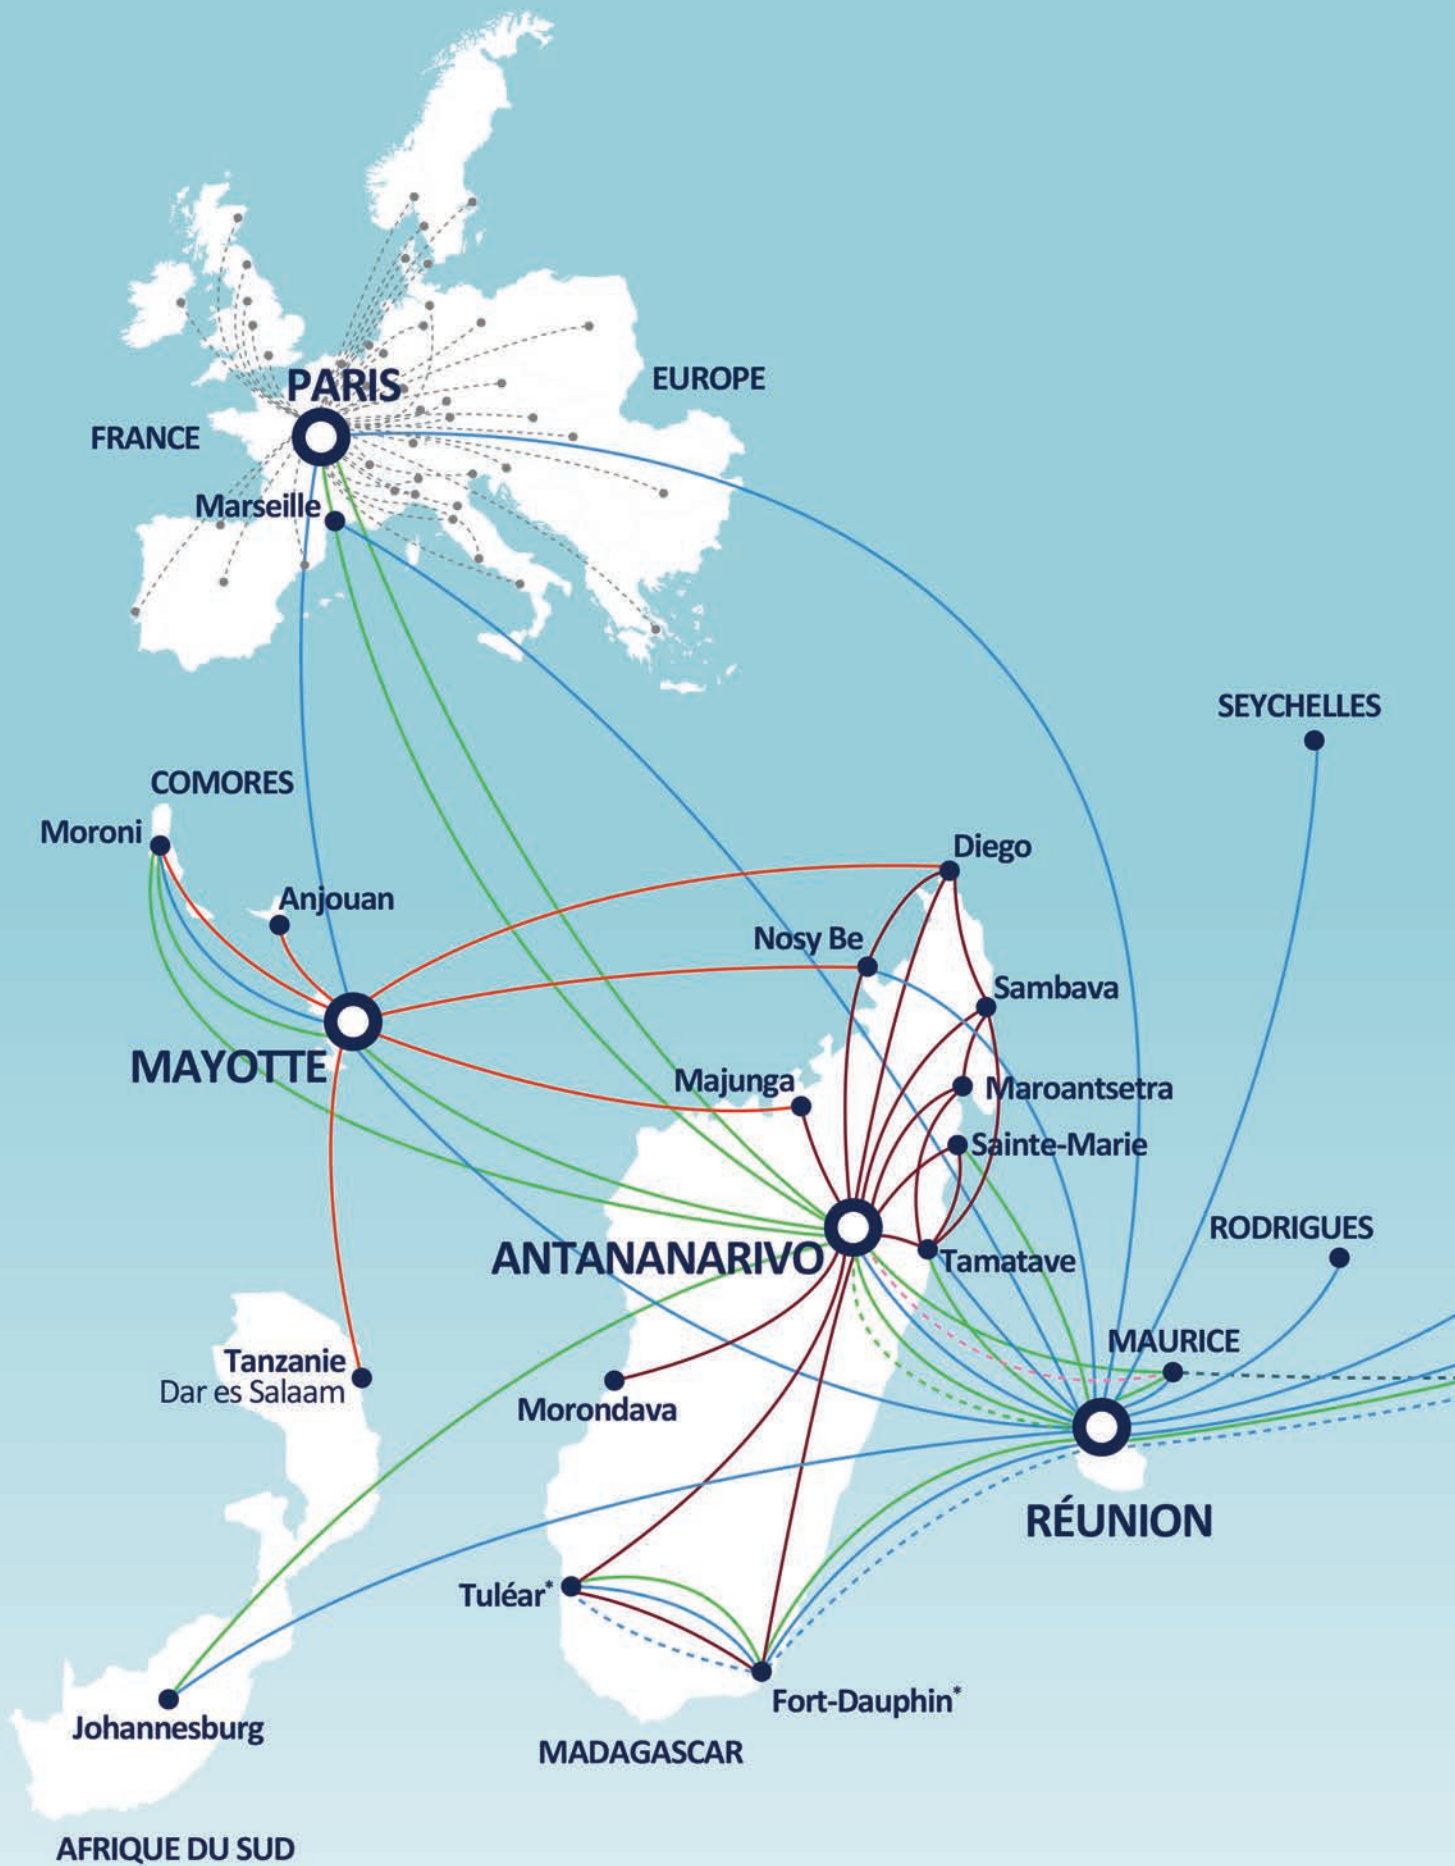 PARIS
EUROPE
FRANCE
Marseille
SEYCHELLES
COMORES
Moroni
Diego
Anjouan
Nosy Be
Sambava
MAYOTTE
Majunga
Maroantsetra
Sainte-Marie
RODRIGUES
ANTANANARIVO
Tamatave
MAURICE
Tanzanie
Dar es Salaam
Morondava
RÉUNION
Tuléar*
Fort-Dauphin*
Johannesburg
MADAGASCAR
AFRIQUE DU SUD